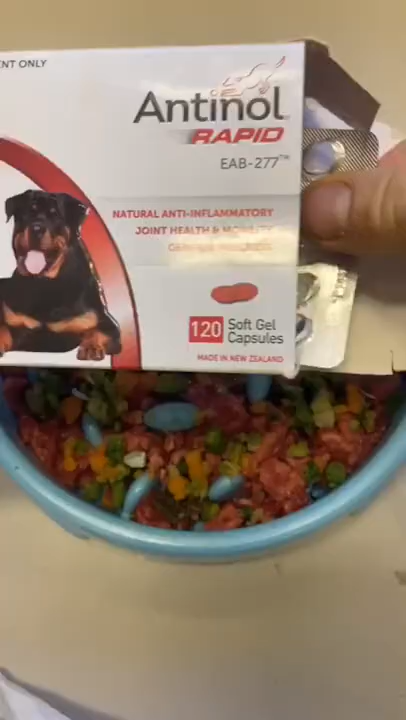 ENT ONLY
Antinol
RAPID
EAB-277™
NATURAL ANTI-INFLAMMATORY
JOINT HEALTH & MOBILITY
120 Soft Gel
Capsules
MADE IN NEW ZEALAND